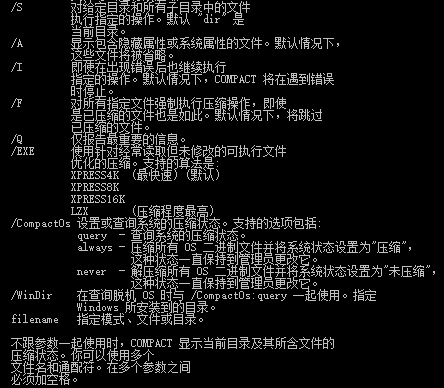 /S 对给定目录和所有子目录中的文件
执行指定的操作。默认 "dir" 是
当前目录。
/A 显示包含隐藏属性或系统属性的文件。默认情况下，
这些文件将被省略。
/I 即使在出现错误后也继续执行
指定的操作。默认情况下，COMPACT 将在遇到错误
时停止。
/F 对所有指定文件强制执行压缩操作，即使
是已压缩的文件也是如此。默认情况下，将跳过
已压缩的文件。
/Q 仅报告最重要的信息。
/EXE 使用针对经常读取但未修改的可执行文件
优化的压缩。支持的算法是:
XPRESS4K (最快速) (默认)
XPRESS8K
XPRESS16K
LZX (压缩程度最高)
/CompactOs 设置或查询系统的压缩状态。支持的选项包括:
query - 查询系统的压缩状态。
always - 压缩所有 OS 二进制文件并将系统状态设置为"压缩"，
这种状态一直保持到管理员更改它。
never - 解压缩所有 OS 二进制文件并将系统状态设置为"未压缩"，
这种状态一直保持到管理员更改它。
/WinDir 在查询脱机 OS 时与 /CompactOs:query 一起使用。指定
Windows 所安装到的目录。
filename 指定模式、文件或目录。
不跟参数一起使用时，COMPACT 显示当前目录及其所含文件的
压缩状态。你可以使用多个
文件名和通配符。在多个参数之间
必须加空格。